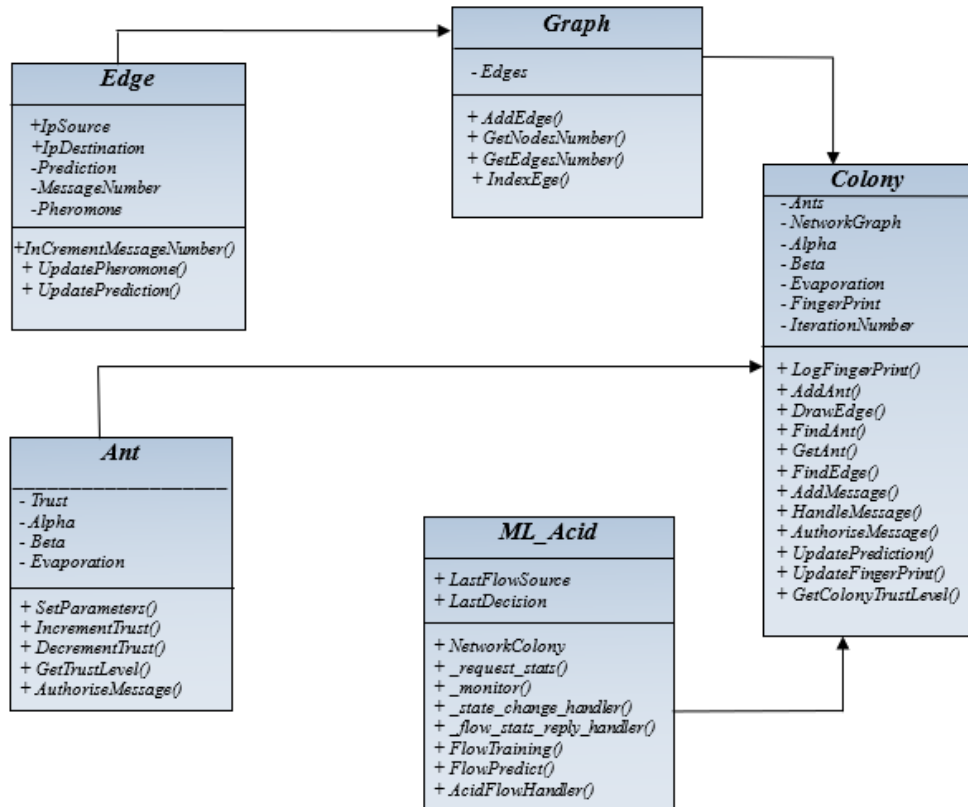 Graph
- Edges
+ AddEdge()
+ GetNodesNumber()
+ GetEdgesNumber()
+ IndexEge()
Edge
+IpSource
+IpDestination
-Prediction
-MessageNumber
-Pheromone
+InCrementMessageNumber()
+ UpdatePheromone()
+ UpdatePrediction()
Colony
- Ants
- NetworkGraph
- Alpha
- Beta
- Evaporation
- FingerPrint
- IterationNumber
+ LogFingerPrint()
+ AddAnt()
+ DrawEdge()
+ FindAnt()
+ GetAnt()
+ FindEdge()
+ AddMessage()
+ HandleMessage()
+ AuthoriseMessage()
+ UpdatePrediction()
+ UpdateFingerPrint()
+ GetColonyTrustLevel()
Ant
- Trust
- Alpha
- Beta
- Evaporation
+ SetParameters()
+ IncrementTrust()
+ DecrementTrust()
+ GetTrustLevel()
+ AuthoriseMessage()
ML_Acid
+ LastFlowSource
+ LastDecision
+ NetworkColony
+ _request_stats()
+ _monitor()
+ _state_change_handler()
+ _flow_stats_reply_handler()
+ FlowTraining()
+ FlowPredict()
+ AcidFlowHandler()